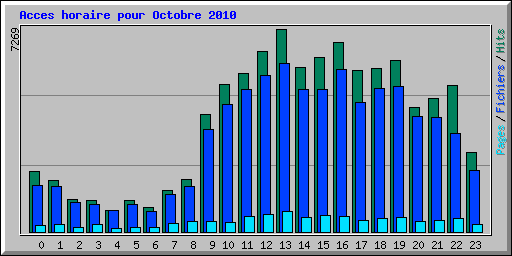 Acces horaire pour Octobre 2010
7269
Pages / Fichiers / Hits
0 1 2 3 4 5 6 7 8 9 10 11 12 13 14 15 16 17 18 19 20 21 22 23